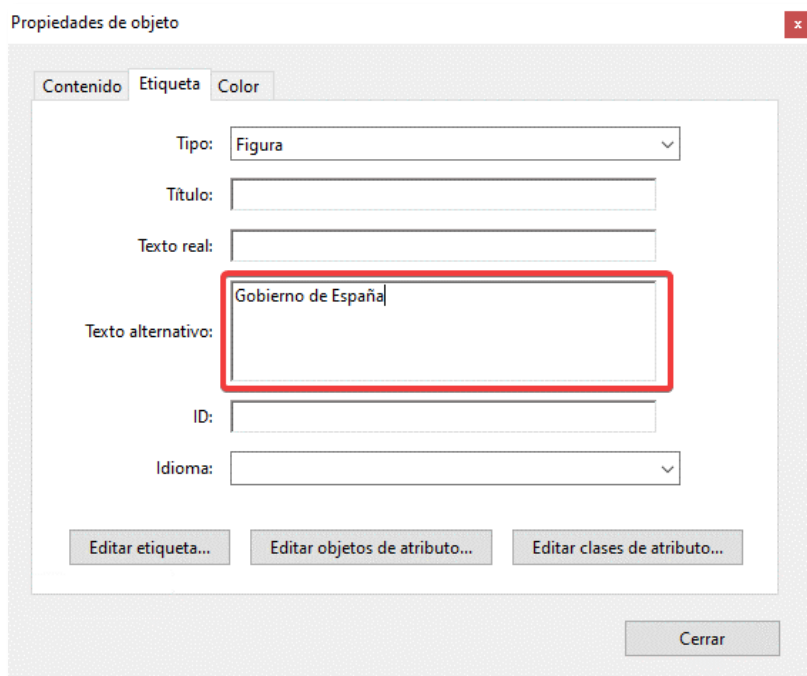 Propiedades de objeto
x
Contenido Etiqueta Color
Tipo: Figura
Título:
Texto real:
Texto alternativo: Gobierno de España
ID:
Idioma:
Editar etiqueta... Editar objetos de atributo... Editar clases de atributo...
Cerrar